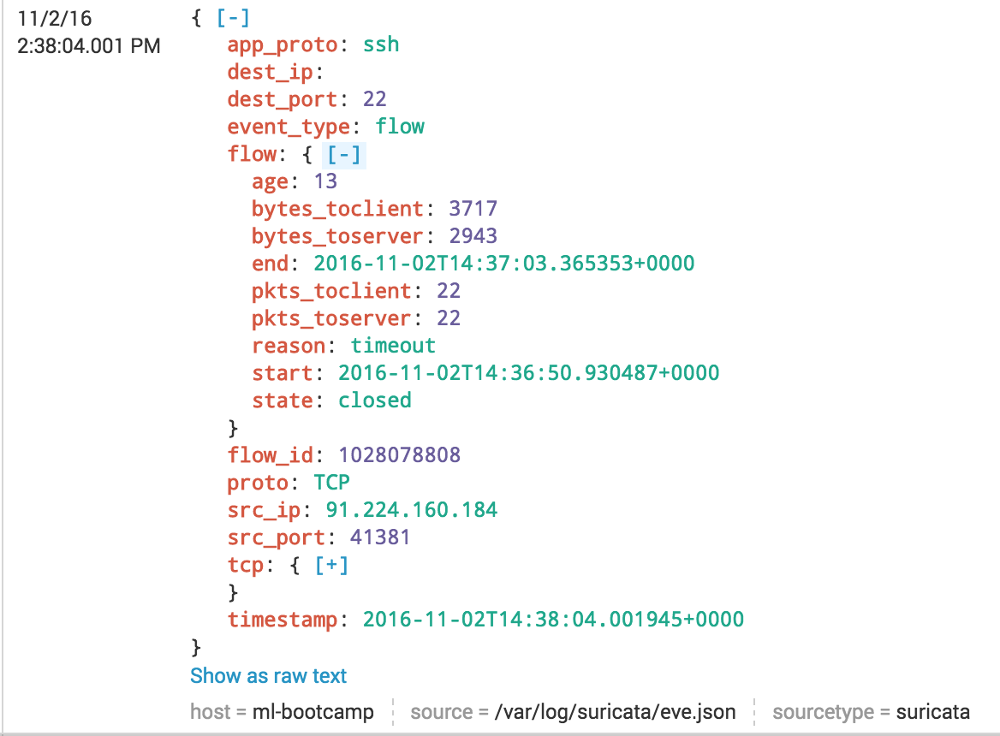 11/2/16
2:38:04.001 PM
{ [-]
app_proto: ssh
dest_ip:
dest_port: 22
event_type: flow
flow: { [-]
age: 13
bytes_toclient: 3717
bytes_toserver: 2943
end: 2016-11-02T14:37:03.365353+0000
pkts_toclient: 22
pkts_toserver: 22
reason: timeout
start: 2016-11-02T14:36:50.930487+0000
state: closed
}
flow_id: 1028078808
proto: TCP
src_ip: 91.224.160.184
src_port: 41381
tcp: { [+]
}
timestamp: 2016-11-02T14:38:04.001945+0000
}
Show as raw text
host = ml-bootcamp source = /var/log/suricata/eve.json sourcetype = suricata